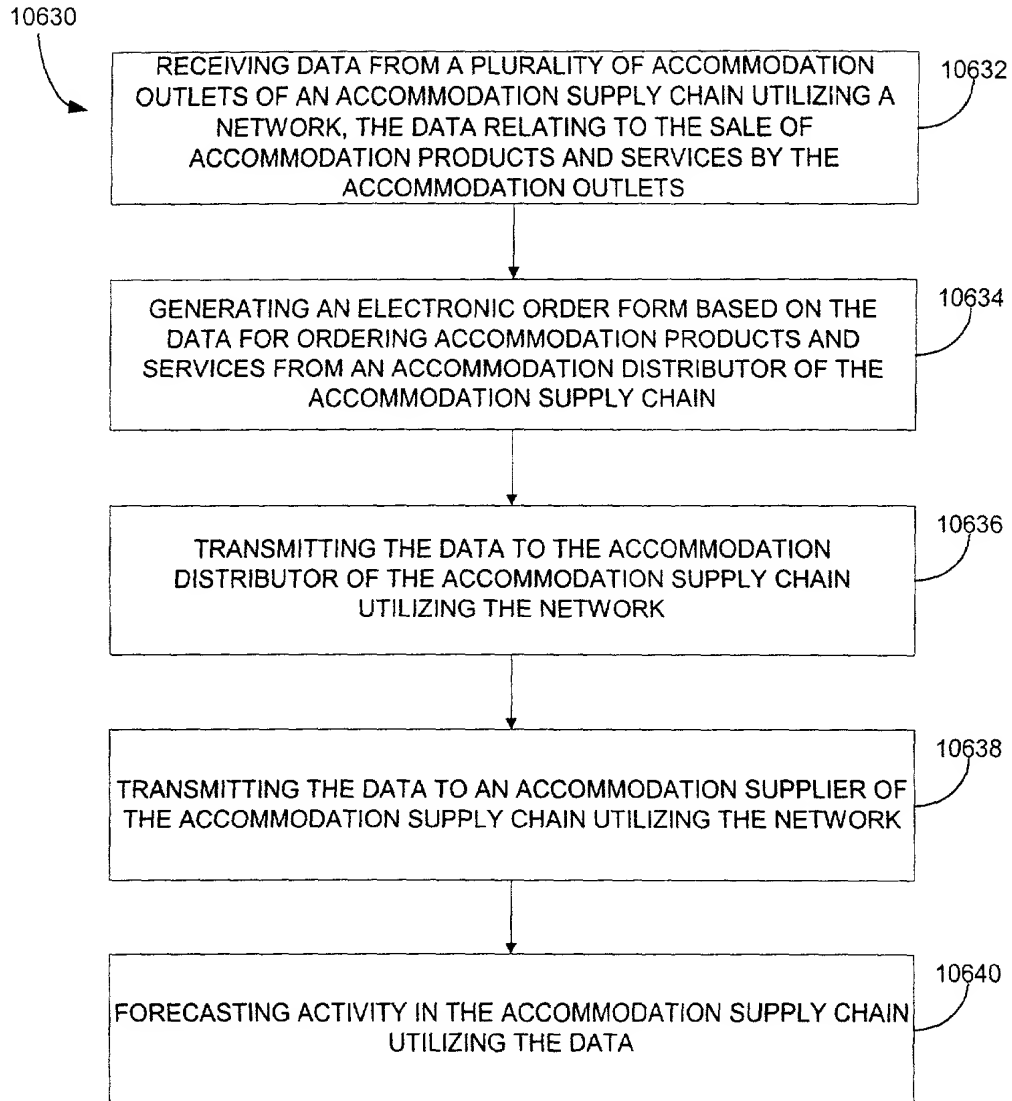 10630
RECEIVING DATA FROM A PLURALITY OF ACCOMMODATION
OUTLETS OF AN ACCOMMODATION SUPPLY CHAIN UTILIZING A
NETWORK, THE DATA RELATING TO THE SALE OF
ACCOMMODATION PRODUCTS AND SERVICES BY THE
ACCOMMODATION OUTLETS
10632
GENERATING AN ELECTRONIC ORDER FORM BASED ON THE
DATA FOR ORDERING ACCOMMODATION PRODUCTS AND
SERVICES FROM AN ACCOMMODATION DISTRIBUTOR OF THE
ACCOMMODATION SUPPLY CHAIN
10634
TRANSMITTING THE DATA TO THE ACCOMMODATION
DISTRIBUTOR OF THE ACCOMMODATION SUPPLY CHAIN
UTILIZING THE NETWORK
10636
TRANSMITTING THE DATA TO AN ACCOMMODATION SUPPLIER OF
THE ACCOMMODATION SUPPLY CHAIN UTILIZING THE NETWORK
10638
FORECASTING ACTIVITY IN THE ACCOMMODATION SUPPLY CHAIN
UTILIZING THE DATA
10640